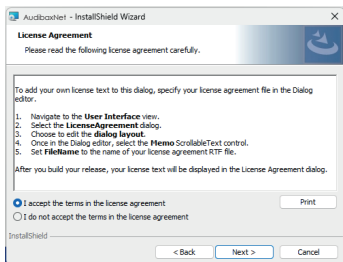 AudibaxNet - InstallShield Wizard
License Agreement
Please read the following license agreement carefully.
To add your own license text to this dialog, specify your license agreement file in the Dialog
editor.
1. Navigate to the User Interface view.
2. Select the LicenseAgreement dialog.
3. Choose to edit the dialog layout.
4. Once in the Dialog editor, select the Memo ScrollableText control.
5. Set FileName to the name of your license agreement RTF file.
After you build your release, your license text will be displayed in the License Agreement dialog.
I accept the terms in the license agreement
Print
I do not accept the terms in the license agreement
InstallShield
< Back
Next >
Cancel